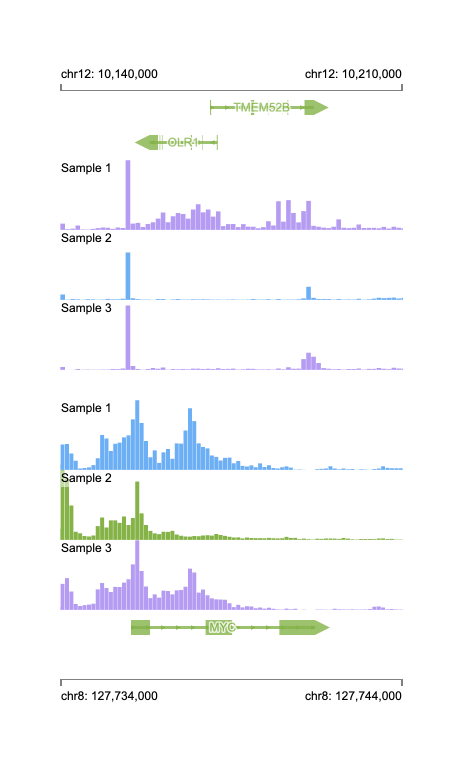 chr12: 10,140,000 chr12: 10,210,000
TMEM52B
OLR1
Sample 1
Sample 2
Sample 3
Sample 1
Sample 2
Sample 3
MYC
chr8: 127,734,000 chr8: 127,744,000